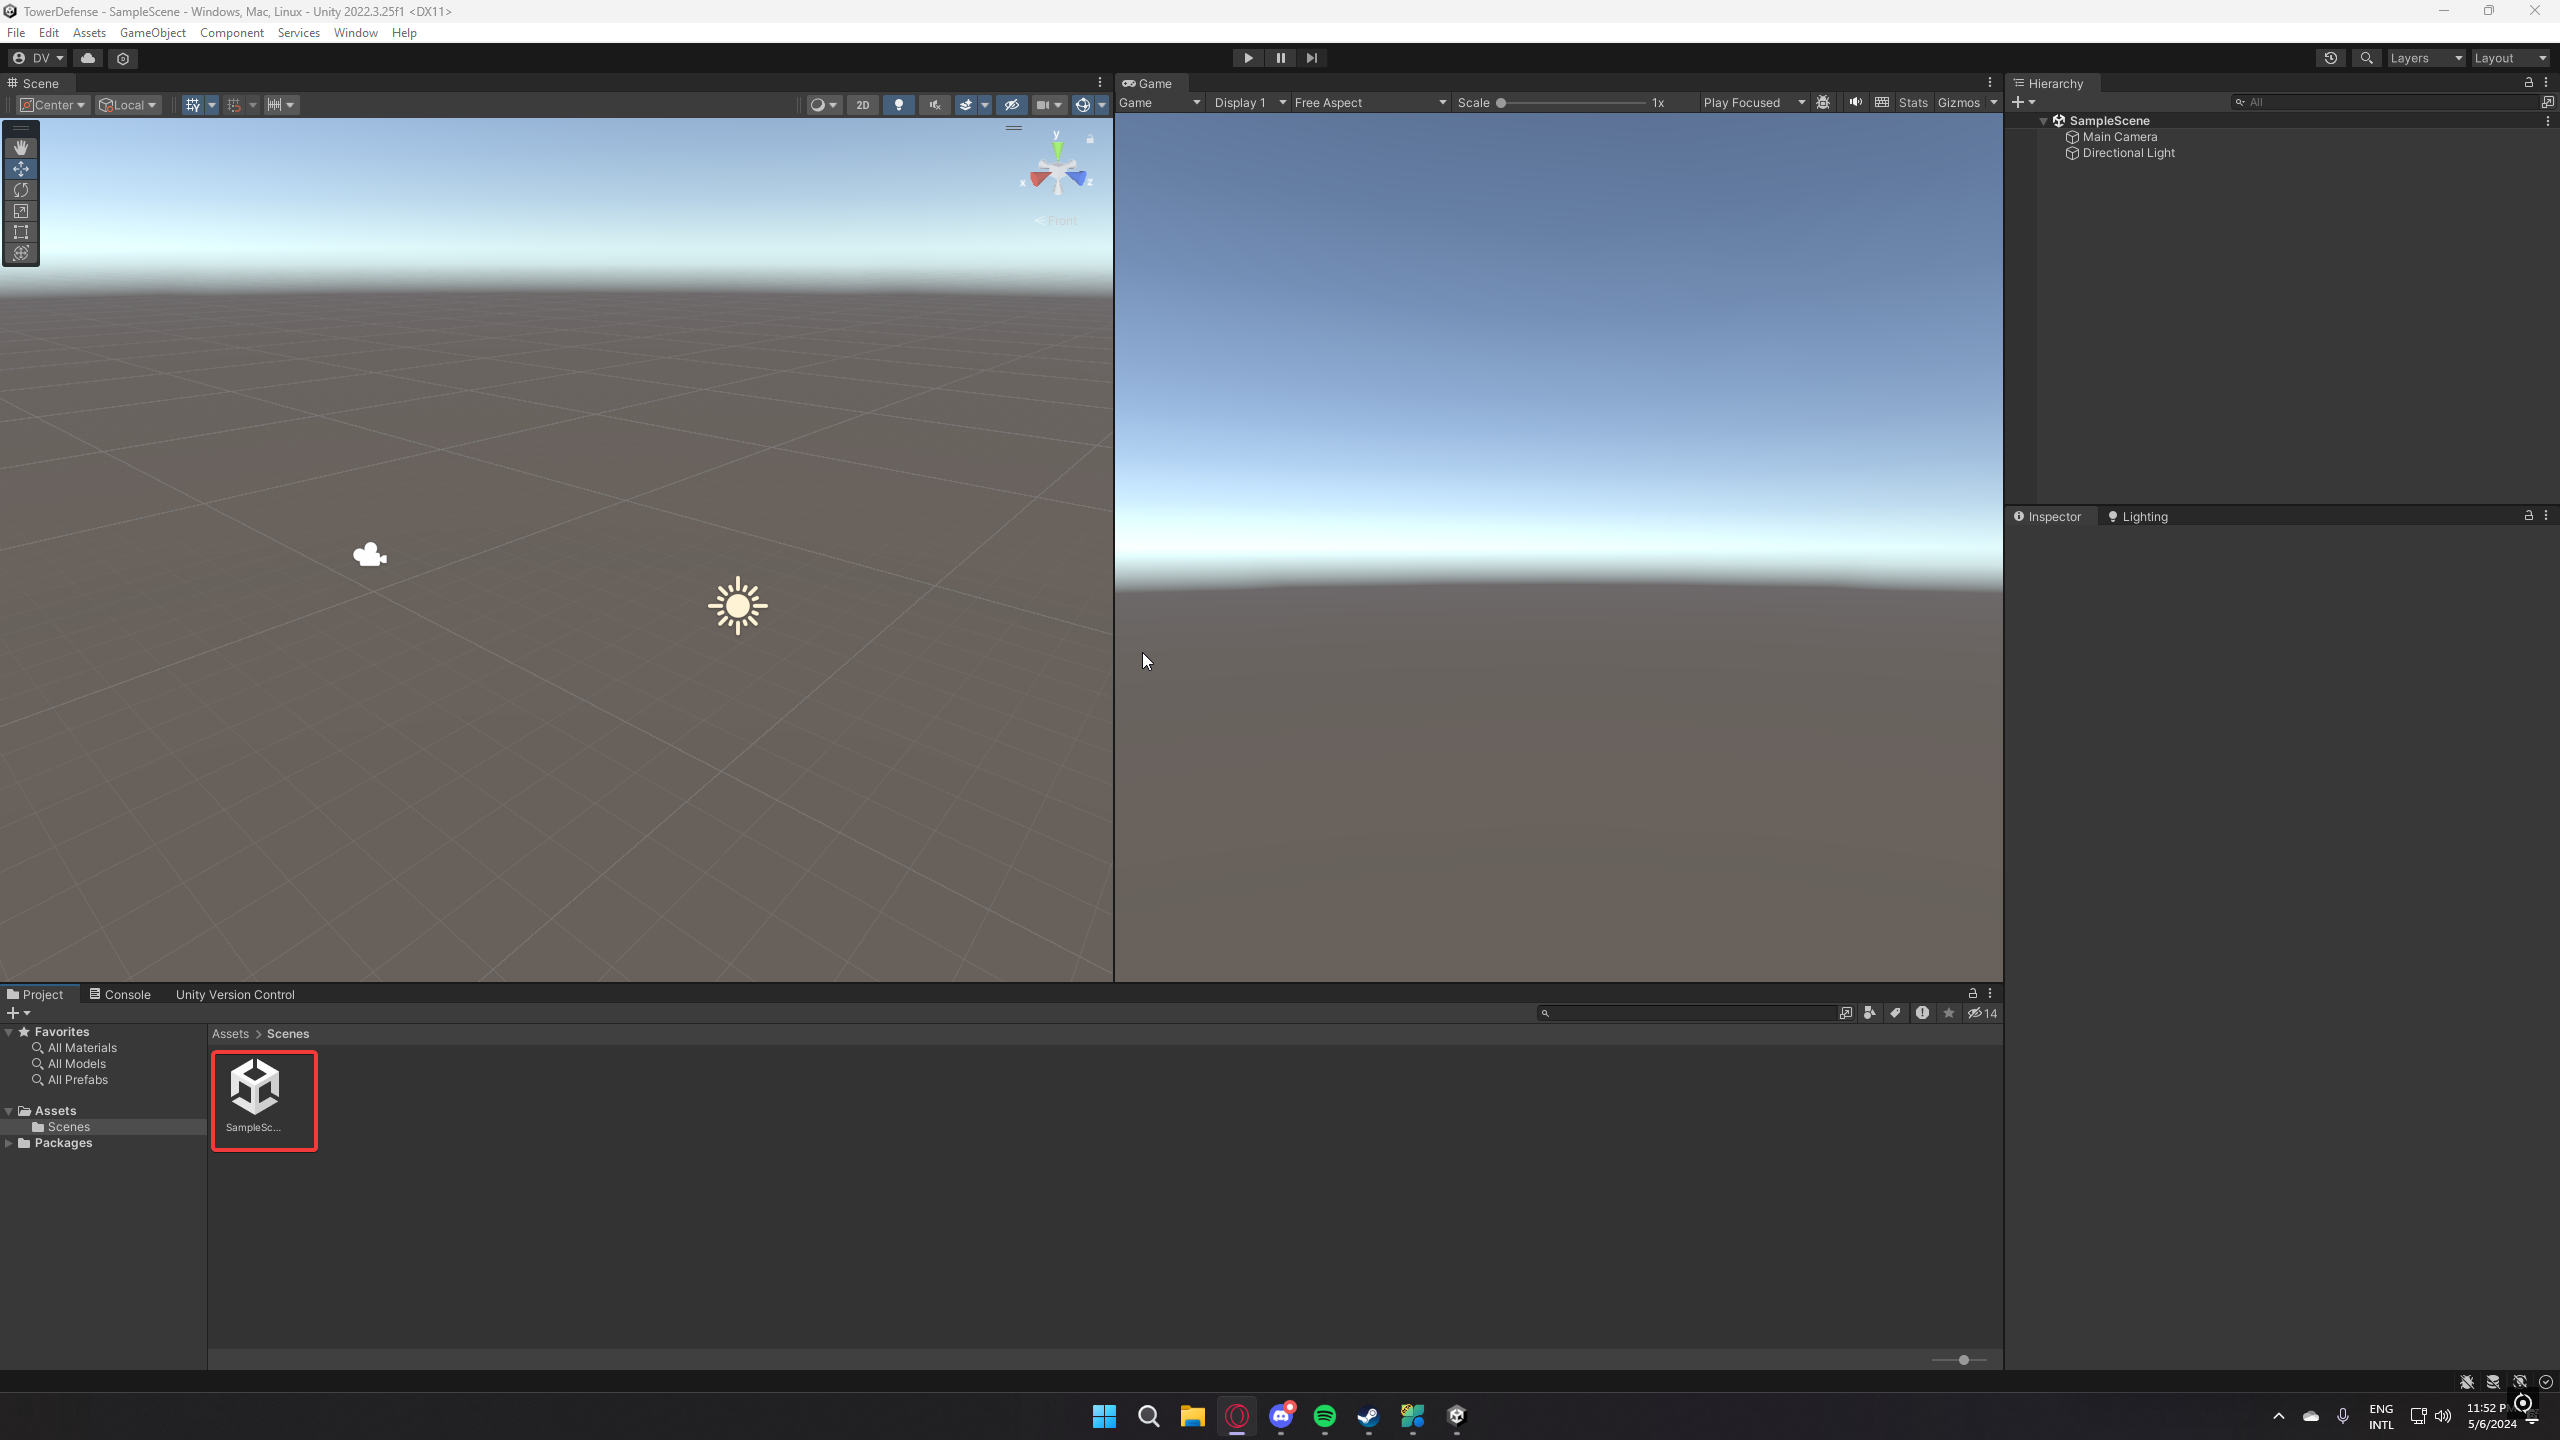 TowerDefense - SampleScene - Windows, Mac, Linux - Unity 2022.3.25f1 <DX11>
File Edit Assets GameObject Component Services Window Help
DV Layers Layout
Scene
Center Local 2D
y
x z
Front
Game
Game Display 1 Free Aspect Scale 1x Play Focused Stats Gizmos
Hierarchy
All
SampleScene
Main Camera
Directional Light
Inspector Lighting
Project Console Unity Version Control
14
Favorites
All Materials
All Models
All Prefabs
Assets
Scenes
Packages
Assets > Scenes
SampleSc...
ENG
INTL
11:52 P
5/6/2024